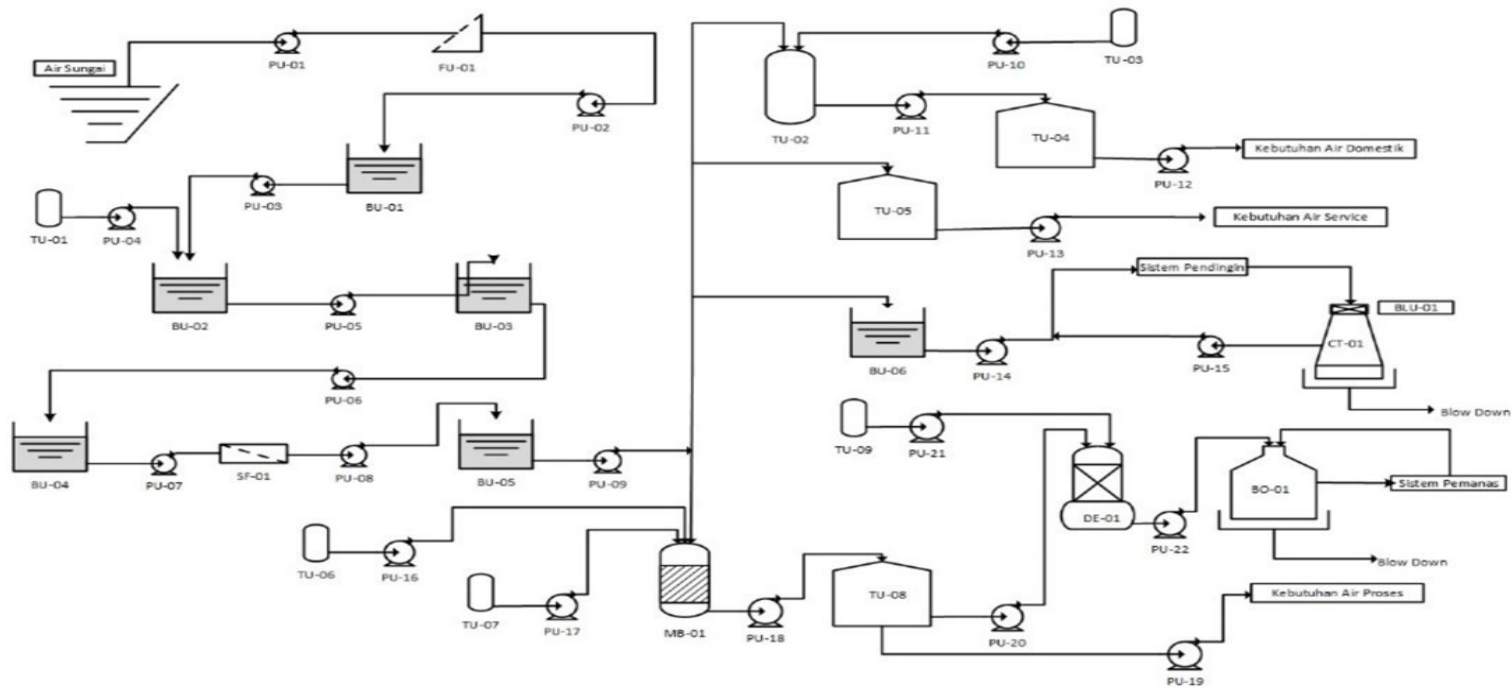 Air Sungai
PU-01
FU-01
PU-02
BU-01
PU-03
TU-01
PU-04
BU-02
PU-05
BU-03
PU-06
BU-04
PU-07
SF-01
PU-08
BU-05
PU-09
TU-06
PU-16
TU-07
PU-17
MB-01
PU-18
TU-08
PU-20
PU-19
Kebutuhan Air Proses
TU-02
PU-10
TU-03
PU-11
TU-04
PU-12
Kebutuhan Air Domestik
TU-05
PU-13
Kebutuhan Air Service
BU-06
PU-14
Sistem Pendingin
PU-15
CT-01
BLU-01
Blow Down
TU-09
PU-21
DE-01
PU-22
BO-01
Sistem Pemanas
Blow Down